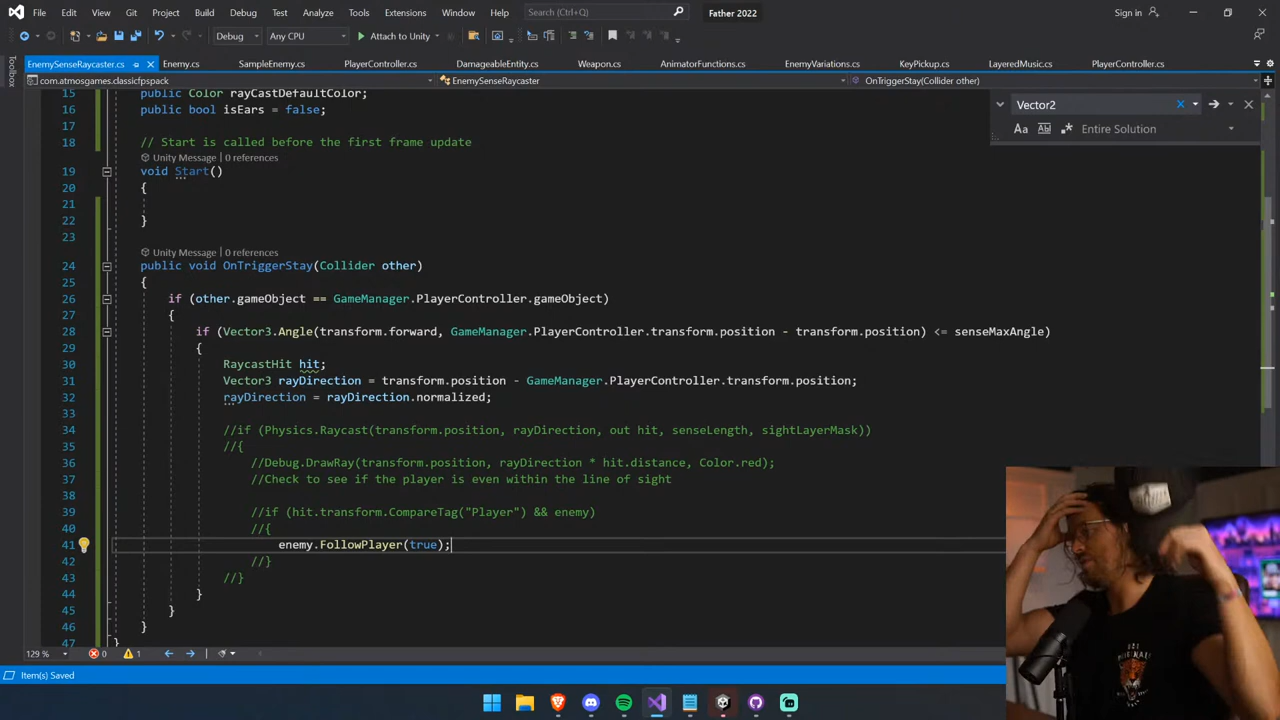 File Edit View Git Project Build Debug Test Analyze Tools Extensions Window Help Search (Ctrl+Q) Father 2022 Sign in
Debug Any CPU Attach to Unity
EnemySenseRaycaster.cs Enemy.cs SampleEnemy.cs PlayerController.cs DamageableEntity.cs Weapon.cs AnimatorFunctions.cs EnemyVariations.cs KeyPickup.cs LayeredMusic.cs PlayerController.cs
Toolbox
com.atmosgames.classicfpspack EnemySenseRaycaster OnTriggerStay(Collider other)
Vector2
Aa Ab Entire Solution
15 public Color rayCastDefaultColor;
16 public bool isEars = false;
17
18 // Start is called before the first frame update
Unity Message | 0 references
19 void Start()
20 {
21
22 }
23
Unity Message | 0 references
24 public void OnTriggerStay(Collider other)
25 {
26 if (other.gameObject == GameManager.PlayerController.gameObject)
27 {
28 if (Vector3.Angle(transform.forward, GameManager.PlayerController.transform.position - transform.position) <= senseMaxAngle)
29 {
30 RaycastHit hit;
31 Vector3 rayDirection = transform.position - GameManager.PlayerController.transform.position;
32 rayDirection = rayDirection.normalized;
33
34 //if (Physics.Raycast(transform.position, rayDirection, out hit, senseLength, sightLayerMask))
35 //{
36 //Debug.DrawRay(transform.position, rayDirection * hit.distance, Color.red);
37 //Check to see if the player is even within the line of sight
38
39 //if (hit.transform.CompareTag("Player") && enemy)
40 //{
41 enemy.FollowPlayer(true);
42 //}
43 //}
44 }
45 }
46 }
47 }
129 % 0 1
Item(s) Saved